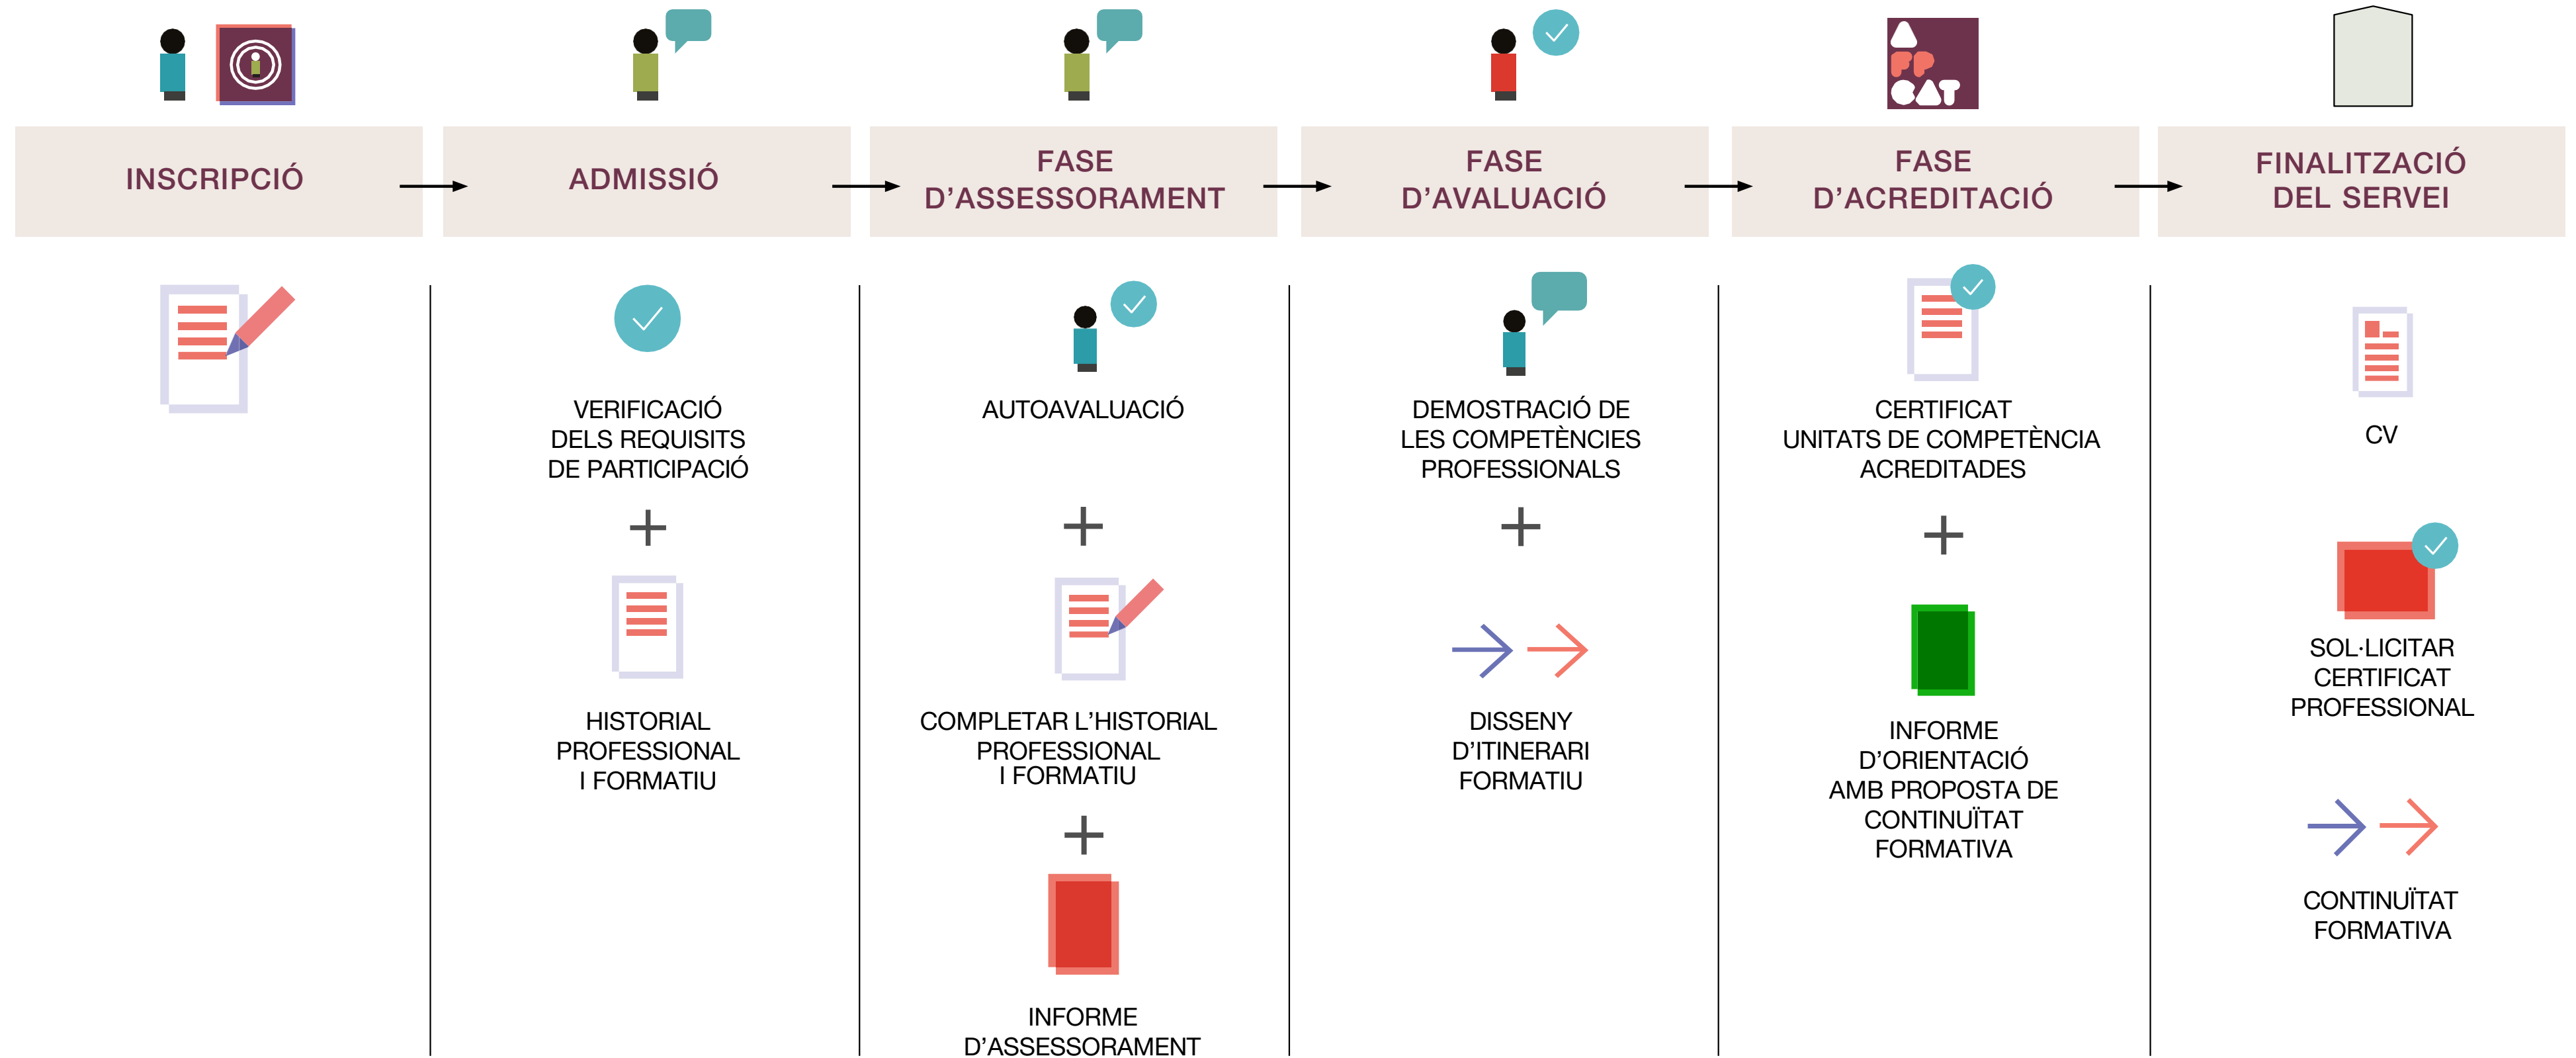 A
FP
CAT
INSCRIPCIÓ
ADMISSIÓ
FASE
D’ASSESSORAMENT
FASE
D’AVALUACIÓ
FASE
D’ACREDITACIÓ
FINALITZACIÓ
DEL SERVEI
VERIFICACIÓ
DELS REQUISITS
DE PARTICIPACIÓ
+
HISTORIAL
PROFESSIONAL
I FORMATIU
AUTOAVALUACIÓ
+
COMPLETAR L’HISTORIAL
PROFESSIONAL
I FORMATIU
+
INFORME
D’ASSESSORAMENT
DEMOSTRACIÓ DE
LES COMPETÈNCIES
PROFESSIONALS
+
DISSENY
D’ITINERARI
FORMATIU
CERTIFICAT
UNITATS DE COMPETÈNCIA
ACREDITADES
+
INFORME
D’ORIENTACIÓ
AMB PROPOSTA DE
CONTINUÏTAT
FORMATIVA
CV
SOL·LICITAR
CERTIFICAT
PROFESSIONAL
CONTINUÏTAT
FORMATIVA